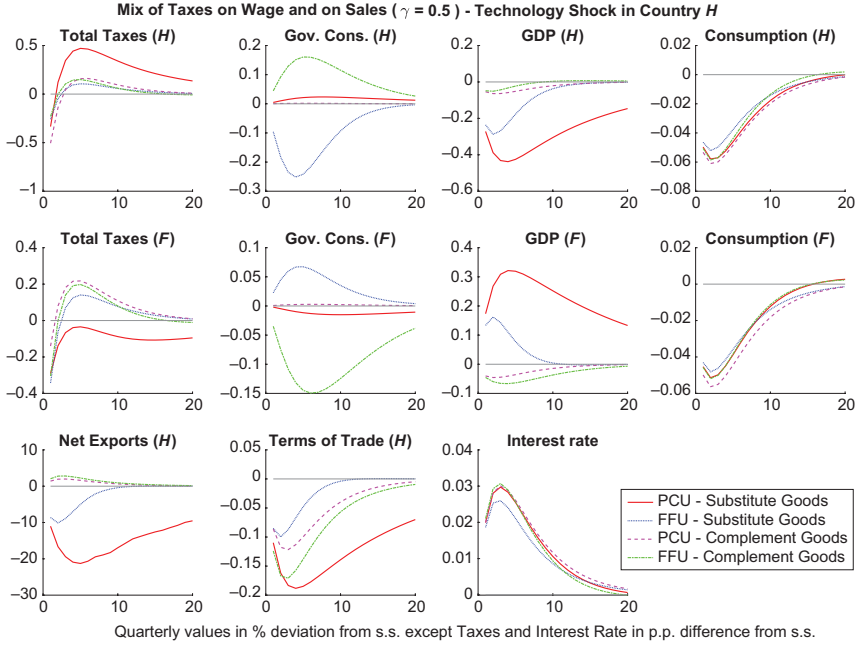 Mix of Taxes on Wage and on Sales ( γ = 0.5 ) - Technology Shock in Country H
Total Taxes (H)
Gov. Cons. (H)
GDP (H)
Consumption (H)
0.5
0
–0.5
–1
0 10 20
0.2
0.1
0
–0.1
–0.2
–0.3
0 10 20
0.2
0
–0.2
–0.4
–0.6
0 10 20
0.02
0
–0.02
–0.04
–0.06
–0.08
0 10 20
Total Taxes (F)
Gov. Cons. (F)
GDP (F)
Consumption (F)
0.4
0.2
0
–0.2
0.4
0 10 20
0.1
0.05
0
–0.05
–0.1
–0.15
0 10 20
0.4
0.3
0.2
0.1
0
–0.1
0 10 20
0.02
0
–0.02
–0.04
–0.06
0 10 20
Net Exports (H)
Terms of Trade (H)
Interest rate
10
0
–10
–20
–30
0 10 20
0.05
0
–0.05
–0.1
–0.15
–0.2
0 10 20
0.04
0.03
0.02
0.01
0
0 10 20
PCU - Substitute Goods
FFU - Substitute Goods
PCU - Complement Goods
FFU - Complement Goods
Quarterly values in % deviation from s.s. except Taxes and Interest Rate in p.p. difference from s.s.